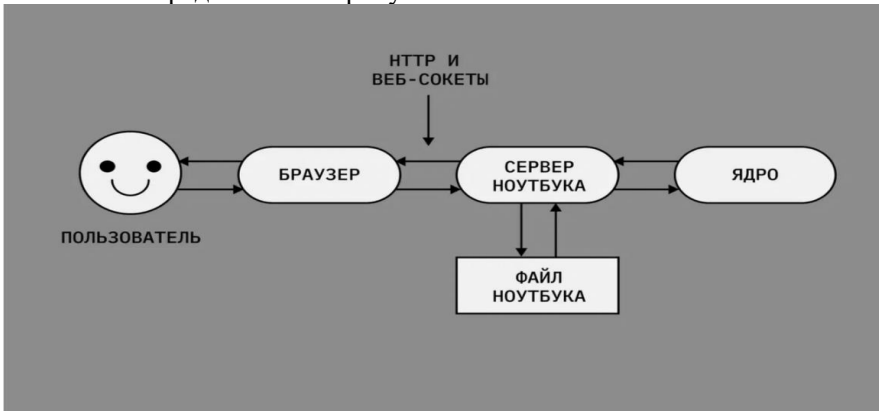 HTTP И
ВЕБ-СОКЕТЫ
БРАУЗЕР
СЕРВЕР
НОУТБУКА
ЯДРО
ПОЛЬЗОВАТЕЛЬ
ФАЙЛ
НОУТБУКА